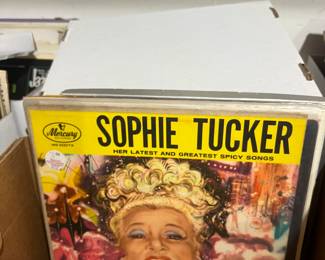 Mercury
SOPHIE TUCKER
HER LATEST AND GREATEST SPICY SONGS